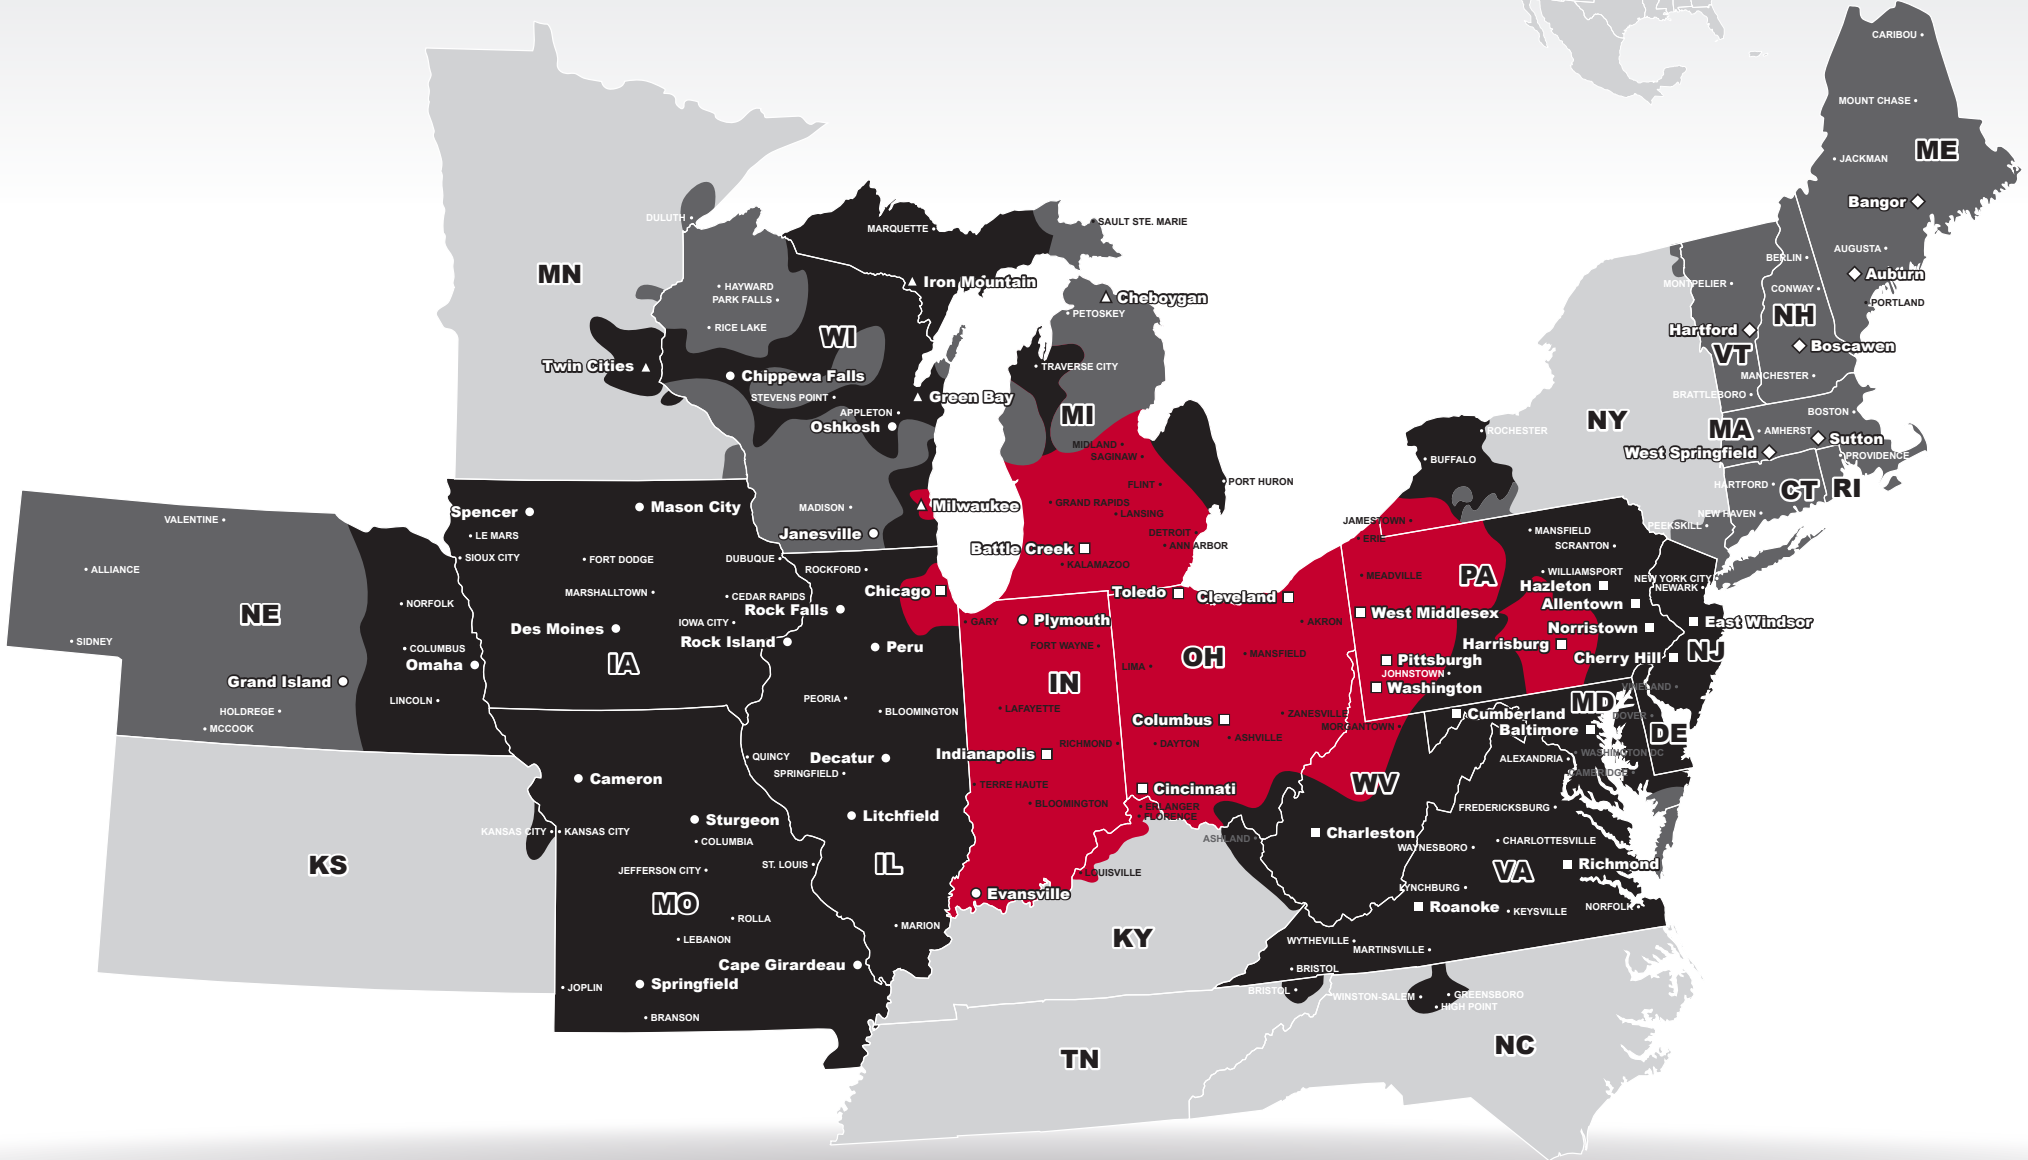 CARIBOU
MOUNT CHASE
ME
JACKMAN
Bangor
AUGUSTA
BERLIN
Auburn
MONTPELIER
CONWAY
PORTLAND
NH
Hartford
Boscawen
VT
MANCHESTER
BRATTLEBORO
BOSTON
NY
MA
AMHERST
Sutton
West Springfield
PROVIDENCE
HARTFORD
CT
RI
NEW HAVEN
PEEKSKILL
DULUTH
MARQUETTE
SAULT STE. MARIE
MN
Iron Mountain
HAYWARD
PARK FALLS
Cheboygan
PETOSKEY
RICE LAKE
WI
Twin Cities
TRAVERSE CITY
Chippewa Falls
STEVENS POINT
Green Bay
APPLETON
MI
Oshkosh
ROCHESTER
MIDLAND
SAGINAW
BUFFALO
FLINT
PORT HURON
Spencer
Mason City
MADISON
Milwaukee
GRAND RAPIDS
LANSING
JAMESTOWN
VALENTINE
LE MARS
Janesville
DETROIT
ERIE
MANSFIELD
SIOUX CITY
FORT DODGE
DUBUQUE
Battle Creek
ANN ARBOR
SCRANTON
ALLIANCE
ROCKFORD
KALAMAZOO
MEADVILLE
PA
WILLIAMSPORT
NEW YORK CITY
NEWARK
Hazleton
MARSHALLTOWN
CEDAR RAPIDS
Chicago
Toledo
Cleveland
NORFOLK
Rock Falls
Allentown
NE
IOWA CITY
GARY
Plymouth
AKRON
West Middlesex
East Windsor
Des Moines
Rock Island
Norristown
SIDNEY
COLUMBUS
Peru
FORT WAYNE
MANSFIELD
Harrisburg
NJ
Omaha
IA
LIMA
OH
Pittsburgh
Cherry Hill
JOHNSTOWN
Grand Island
IN
Washington
VINELAND
LINCOLN
PEORIA
HOLDREGE
BLOOMINGTON
LAFAYETTE
ZANESVILLE
Cumberland
MD
DOVER
MCCOOK
Columbus
MORGANTOWN
Baltimore
DE
RICHMOND
DAYTON
ASHVILLE
QUINCY
Decatur
Indianapolis
WASHINGTON DC
ALEXANDRIA
SPRINGFIELD
CAMBRIDGE
Cameron
TERRE HAUTE
Cincinnati
WV
BLOOMINGTON
ERLANGER
FLORENCE
FREDERICKSBURG
Sturgeon
Litchfield
KANSAS CITY
KANSAS CITY
COLUMBIA
ASHLAND
Charleston
WAYNESBORO
CHARLOTTESVILLE
KS
JEFFERSON CITY
ST. LOUIS
IL
LOUISVILLE
VA
Richmond
Evansville
LYNCHBURG
MO
Roanoke
KEYSVILLE
NORFOLK
ROLLA
MARION
LEBANON
KY
WYTHEVILLE
MARTINSVILLE
Cape Girardeau
BRISTOL
JOPLIN
Springfield
BRISTOL
WINSTON-SALEM
GREENSBORO
HIGH POINT
BRANSON
TN
NC